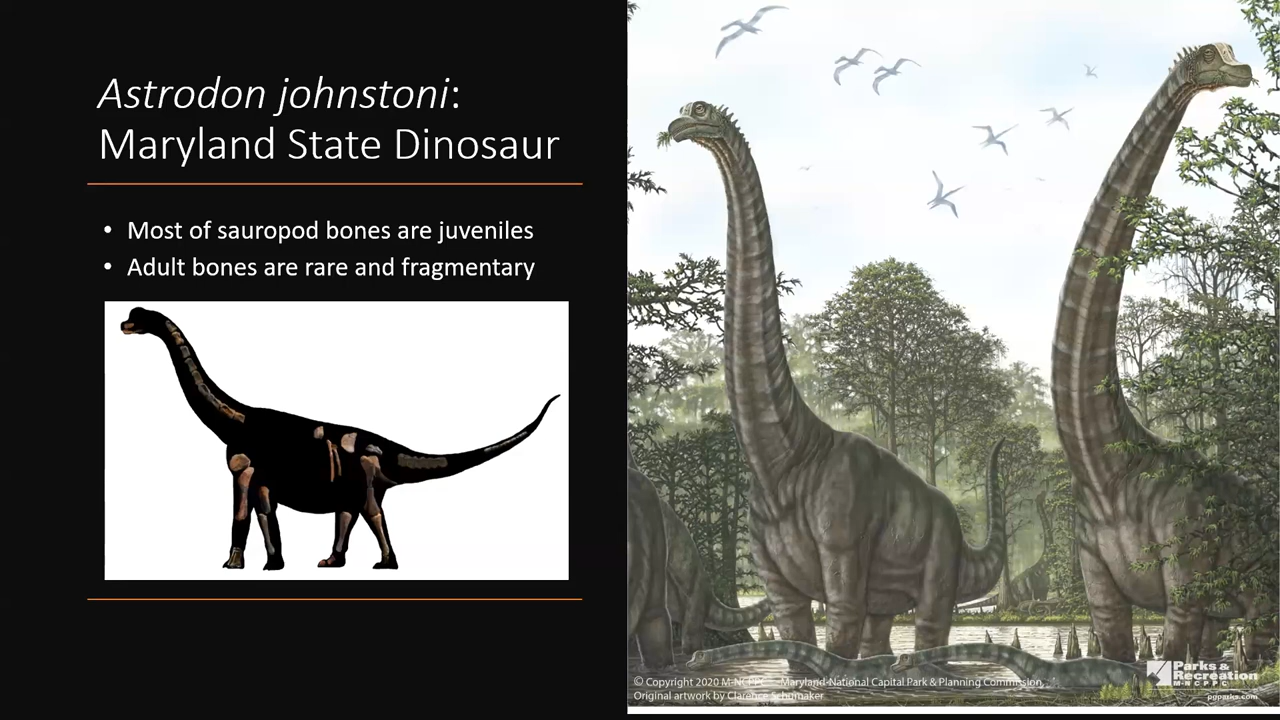 Astrodon johnstoni:
Maryland State Dinosaur
• Most of sauropod bones are juveniles
• Adult bones are rare and fragmentary
© Copyright 2020 M-NCPPC - Maryland-National Capital Park & Planning Commission
Original artwork by Clarence Schumaker
Parks &
Recreation
M-NCPPC
pgparks.com